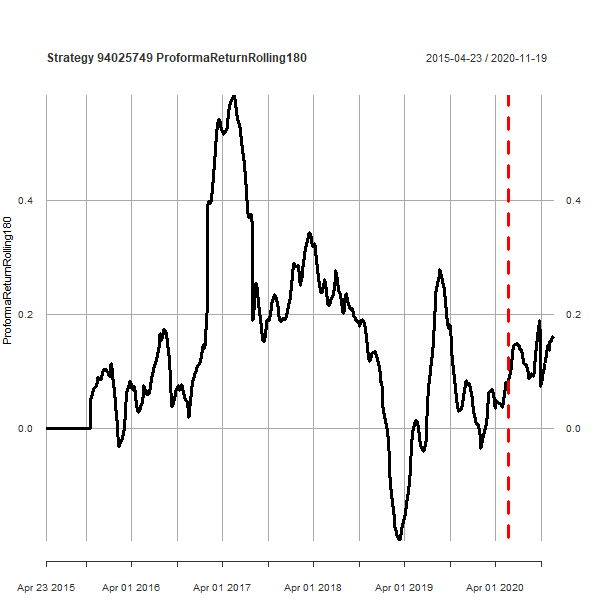 Strategy 94025749 ProformaReturnRolling180
2015-04-23 / 2020-11-19
ProformaReturnRolling180
0.4
0.4
0.2
0.2
0.0
0.0
Apr 23 2015
Apr 01 2016
Apr 01 2017
Apr 01 2018
Apr 01 2019
Apr 01 2020